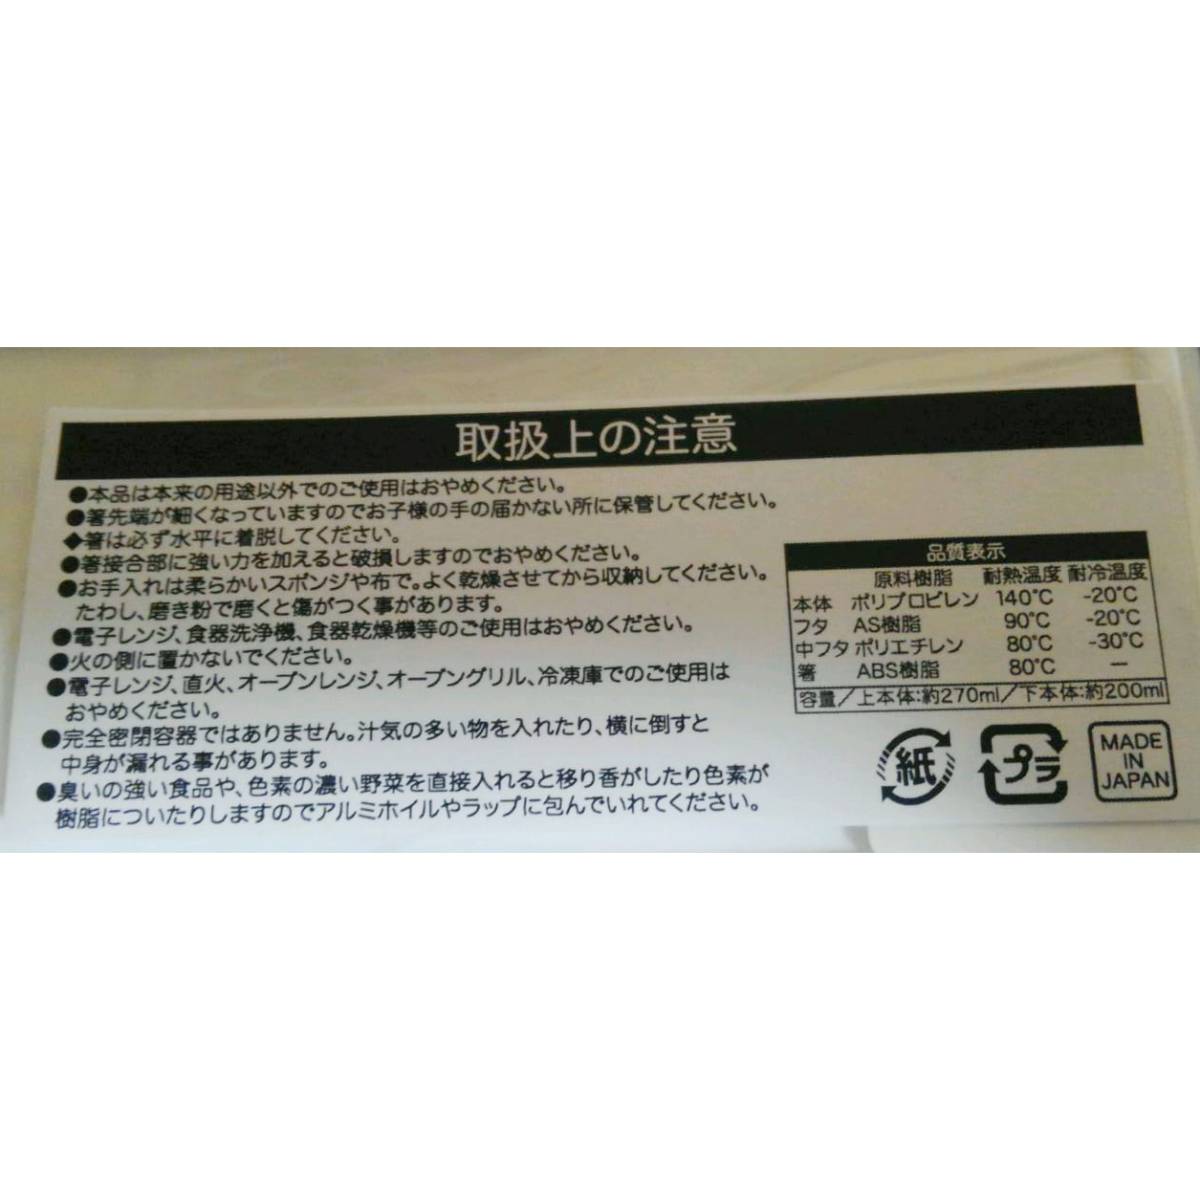 取扱上の注意
●本品は本来の用途以外でのご使用はおやめください。
●箸先端が細くなっていますのでお子様の手の届かない所に保管してください。
◆箸は必ず水平に着脱してください。
●箸接合部に強い力を加えると破損しますのでおやめください。
●お手入れは柔らかいスポンジや布で。よく乾燥させてから収納してください。
たわし、磨き粉で磨くと傷がつく事があります。
●電子レンジ、食器洗浄機、食器乾燥機等のご使用はおやめください。
●火の側に置かないでください。
●電子レンジ、直火、オーブンレンジ、オーブングリル、冷凍庫でのご使用は
おやめください。
●完全密閉容器ではありません。汁気の多い物を入れたり、横に倒すと
中身が漏れる事があります。
●臭いの強い食品や、色素の濃い野菜を直接入れると移り香がしたり色素が
樹脂についたりしますのでアルミホイルやラップに包んでいれてください。
品質表示
原料樹脂 耐熱温度 耐冷温度
本体 ポリプロピレン 140℃ -20℃
フタ AS樹脂 90℃ -20℃
中フタ ポリエチレン 80℃ -30℃
箸 ABS樹脂 80℃ ―
容量/上本体:約270ml/下本体:約200ml
紙
プラ
MADE
IN
JAPAN